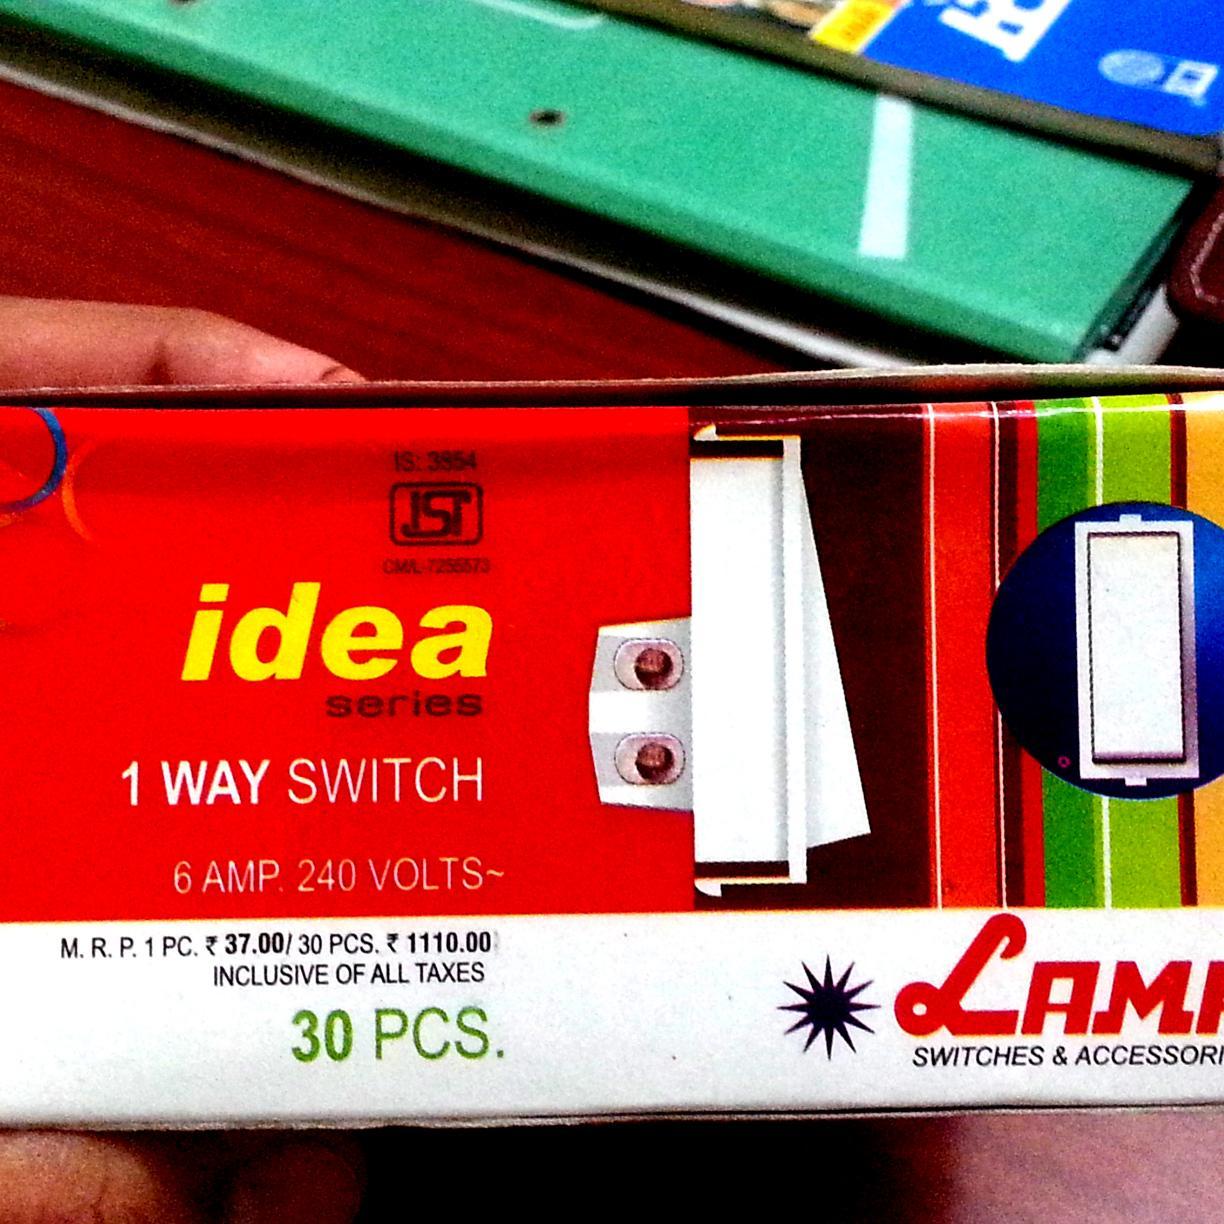 IS: 3854
ISI
CM/L-7255573
idea
series
1 WAY SWITCH
6 AMP. 240 VOLTS~
M. R. P. 1 PC. ₹ 37.00/ 30 PCS. ₹ 1110.00
INCLUSIVE OF ALL TAXES
30 PCS.
LAMP
SWITCHES & ACCESSORI